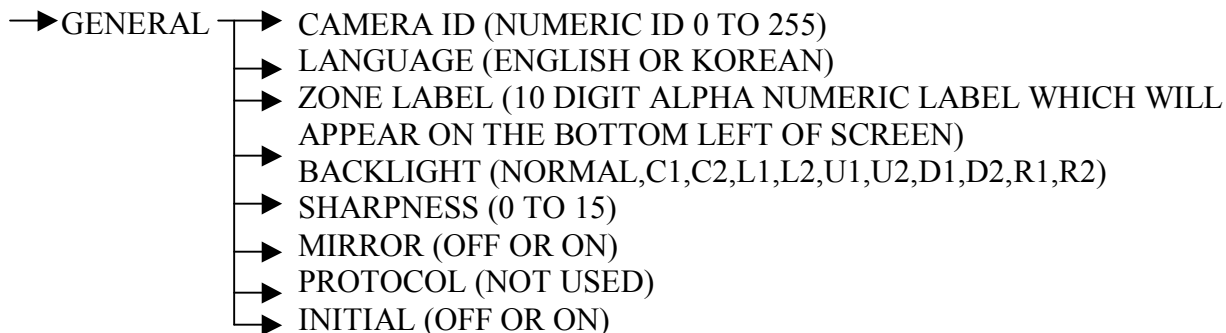 GENERAL CAMERA ID (NUMERIC ID 0 TO 255)
LANGUAGE (ENGLISH OR KOREAN)
ZONE LABEL (10 DIGIT ALPHA NUMERIC LABEL WHICH WILL
APPEAR ON THE BOTTOM LEFT OF SCREEN)
BACKLIGHT (NORMAL,C1,C2,L1,L2,U1,U2,D1,D2,R1,R2)
SHARPNESS (0 TO 15)
MIRROR (OFF OR ON)
PROTOCOL (NOT USED)
INITIAL (OFF OR ON)